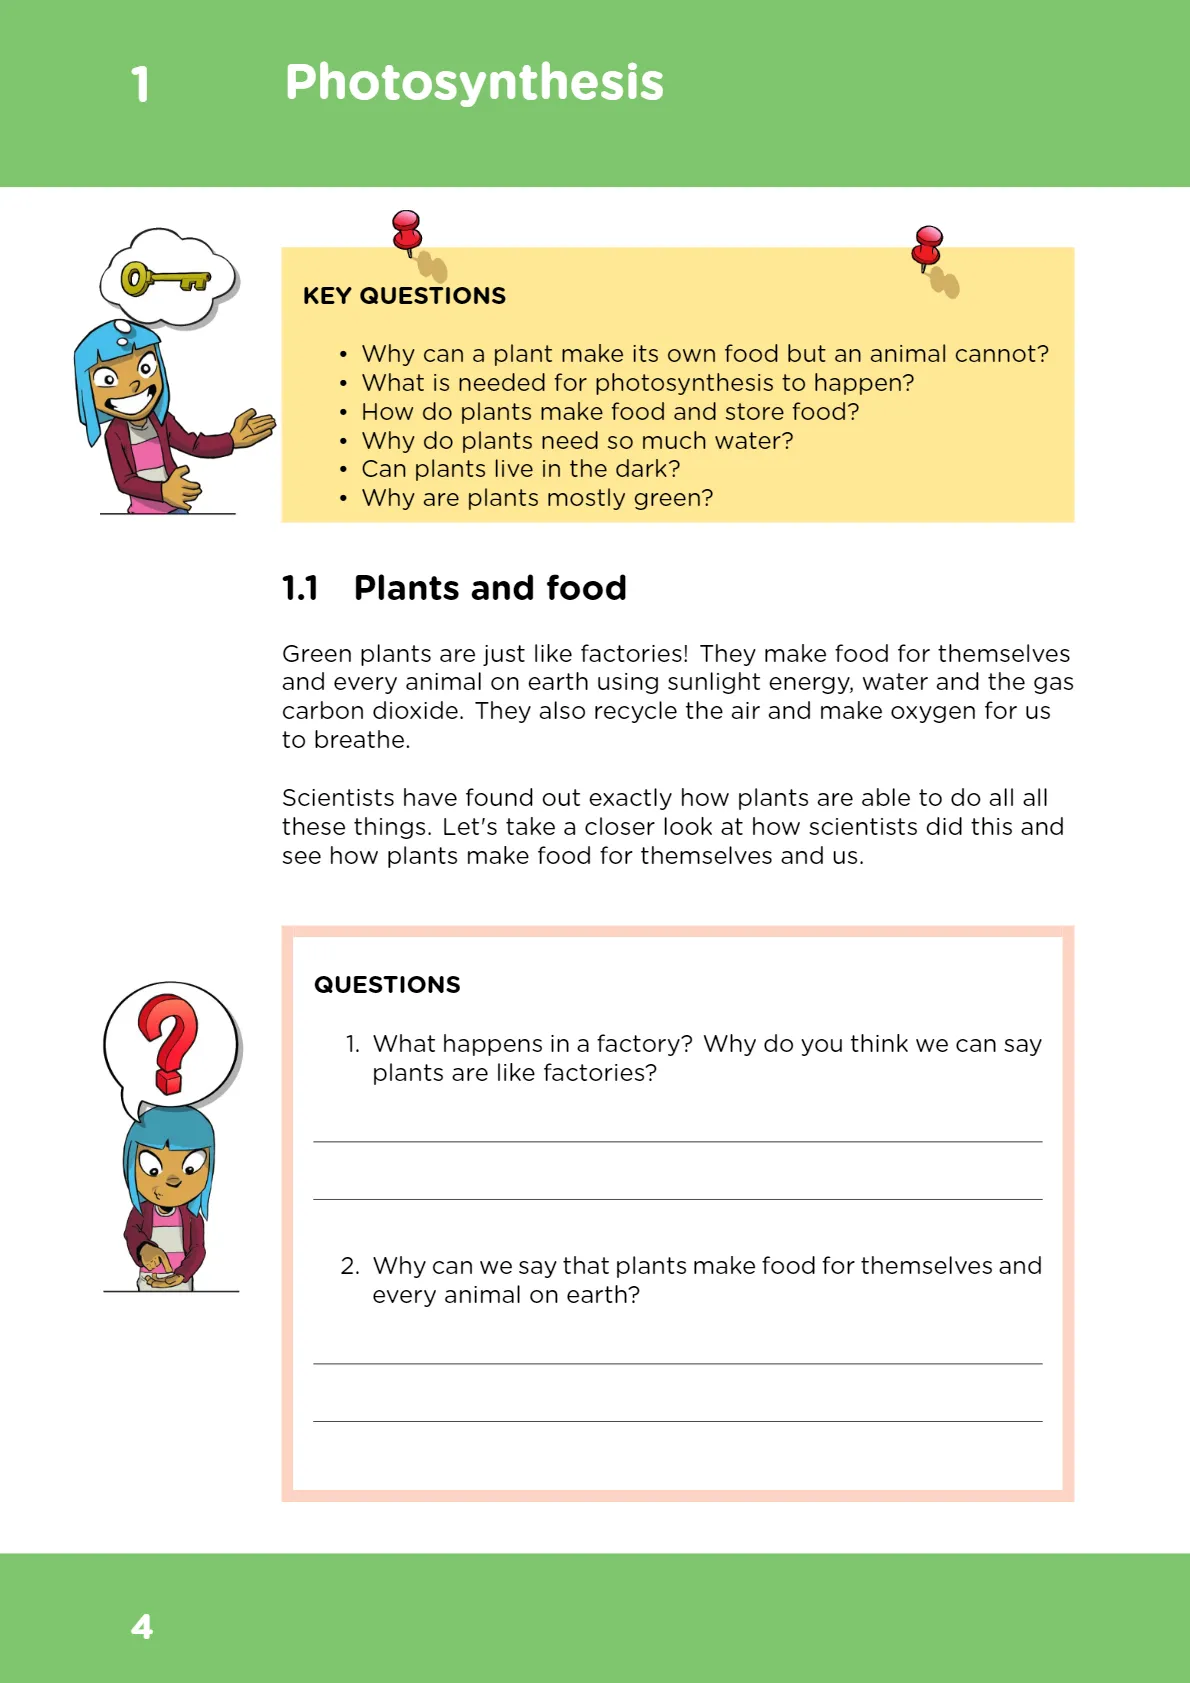 1 Photosynthesis
KEY QUESTIONS
• Why can a plant make its own food but an animal cannot?
• What is needed for photosynthesis to happen?
• How do plants make food and store food?
• Why do plants need so much water?
• Can plants live in the dark?
• Why are plants mostly green?
1.1 Plants and food
Green plants are just like factories! They make food for themselves
and every animal on earth using sunlight energy, water and the gas
carbon dioxide. They also recycle the air and make oxygen for us
to breathe.
Scientists have found out exactly how plants are able to do all all
these things. Let's take a closer look at how scientists did this and
see how plants make food for themselves and us.
QUESTIONS
1. What happens in a factory? Why do you think we can say
plants are like factories?
2. Why can we say that plants make food for themselves and
every animal on earth?
4